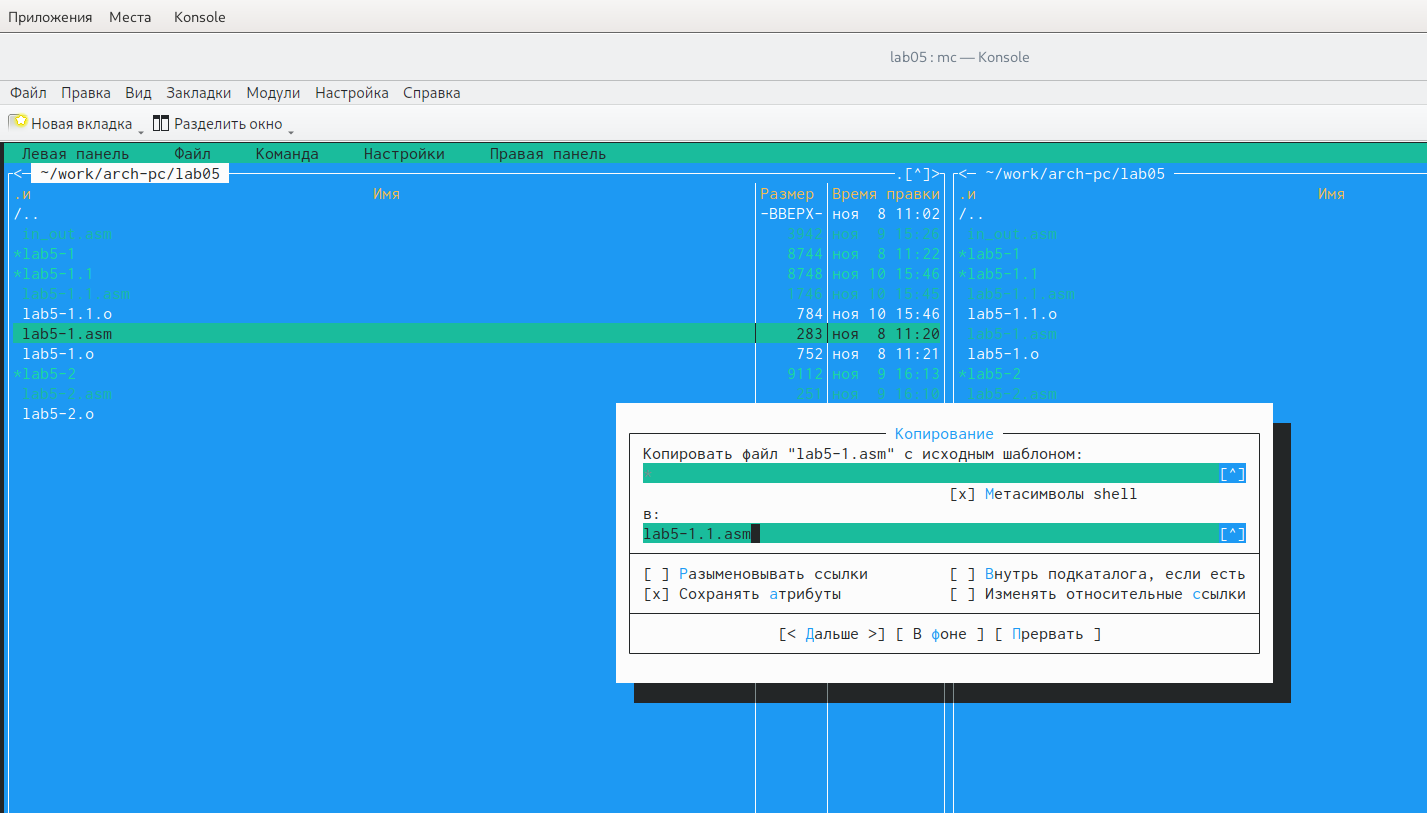 Приложения Места Konsole
lab05 : mc — Konsole
Файл Правка Вид Закладки Модули Настройка Справка
Новая вкладка Разделить окно
Левая панель Файл Команда Настройки Правая панель
<— ~/work/arch-pc/lab05 .[^]> <— ~/work/arch-pc/lab05
.и Имя Размер Время правки .и Имя
/.. -ВВЕРХ- ноя 8 11:02 /..
in_out.asm 3942 ноя 9 15:26 in_out.asm
*lab5-1 8744 ноя 8 11:22 *lab5-1
*lab5-1.1 8748 ноя 10 15:46 *lab5-1.1
lab5-1.1.asm 1746 ноя 10 15:45 lab5-1.1.asm
lab5-1.1.o 784 ноя 10 15:46 lab5-1.1.o
lab5-1.asm 283 ноя 8 11:20 lab5-1.asm
lab5-1.o 752 ноя 8 11:21 lab5-1.o
*lab5-2 9112 ноя 9 16:13 *lab5-2
lab5-2.asm 251 ноя 9 16:10 lab5-2.asm
lab5-2.o
Копирование
Копировать файл "lab5-1.asm" с исходным шаблоном:
* [^]
[x] Метасимволы shell
в:
lab5-1.1.asm [^]
[ ] Разыменовывать ссылки [ ] Внутрь подкаталога, если есть
[x] Сохранять атрибуты [ ] Изменять относительные ссылки
[< Дальше >] [ В фоне ] [ Прервать ]